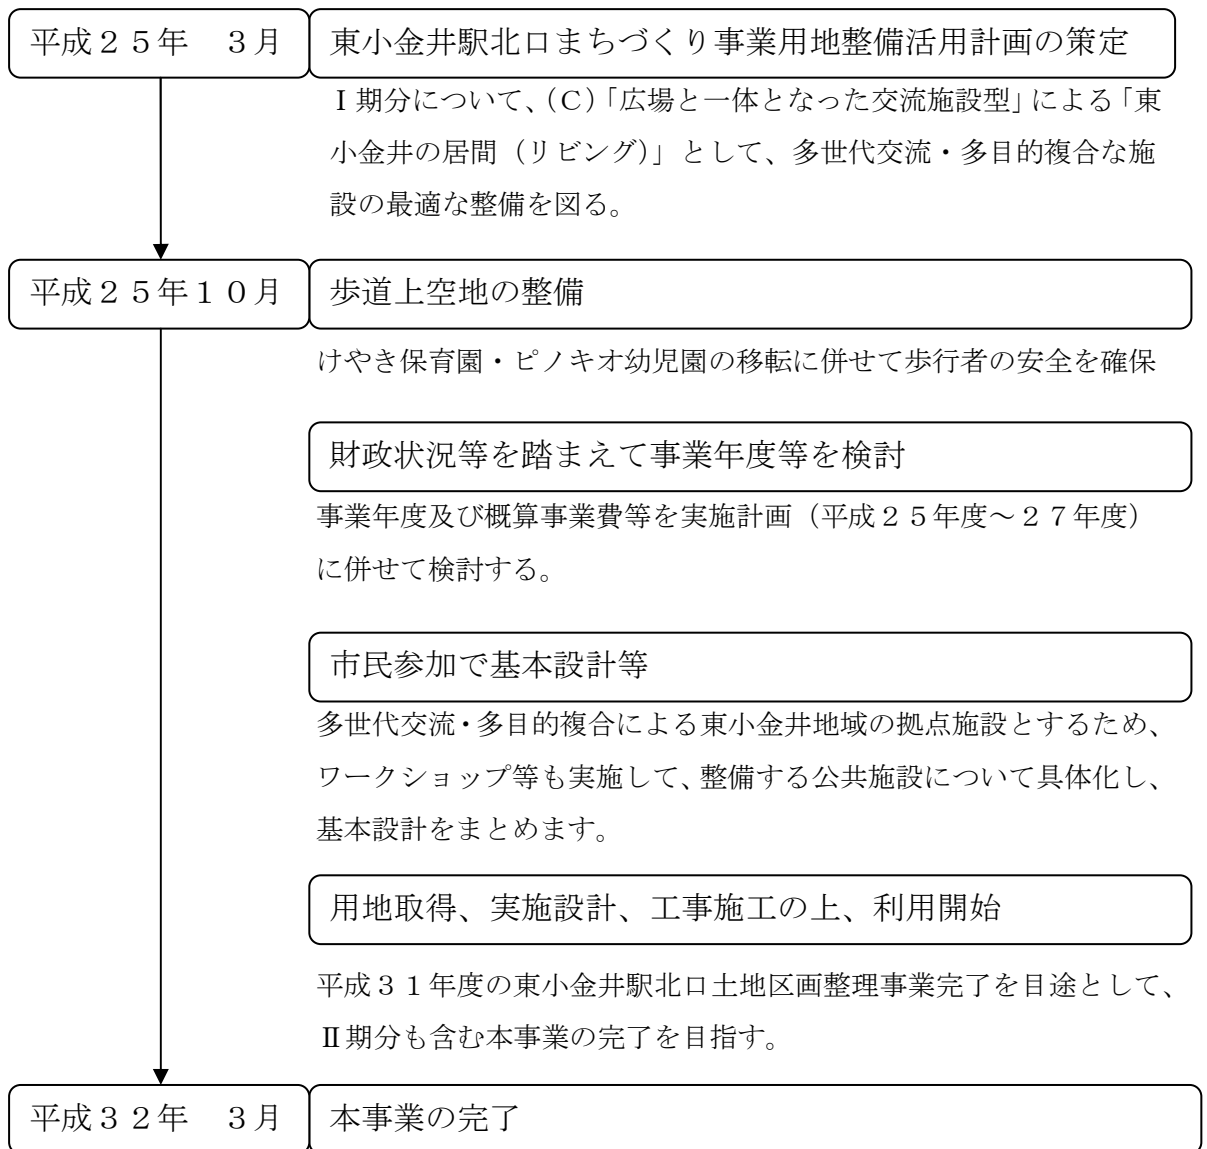 平成２５年　３月　東小金井駅北口まちづくり事業用地整備活用計画の策定
Ⅰ期分について、（Ｃ）「広場と一体となった交流施設型」による「東
小金井の居間（リビング）」として、多世代交流・多目的複合な施
設の最適な整備を図る。
平成２５年１０月　歩道上空地の整備
けやき保育園・ピノキオ幼児園の移転に併せて歩行者の安全を確保
財政状況等を踏まえて事業年度等を検討
事業年度及び概算事業費等を実施計画（平成２５年度～２７年度）
に併せて検討する。
市民参加で基本設計等
多世代交流・多目的複合による東小金井地域の拠点施設とするため、
ワークショップ等も実施して、整備する公共施設について具体化し、
基本設計をまとめます。
用地取得、実施設計、工事施工の上、利用開始
平成３１年度の東小金井駅北口土地区画整理事業完了を目途として、
Ⅱ期分も含む本事業の完了を目指す。
平成３２年　３月　本事業の完了